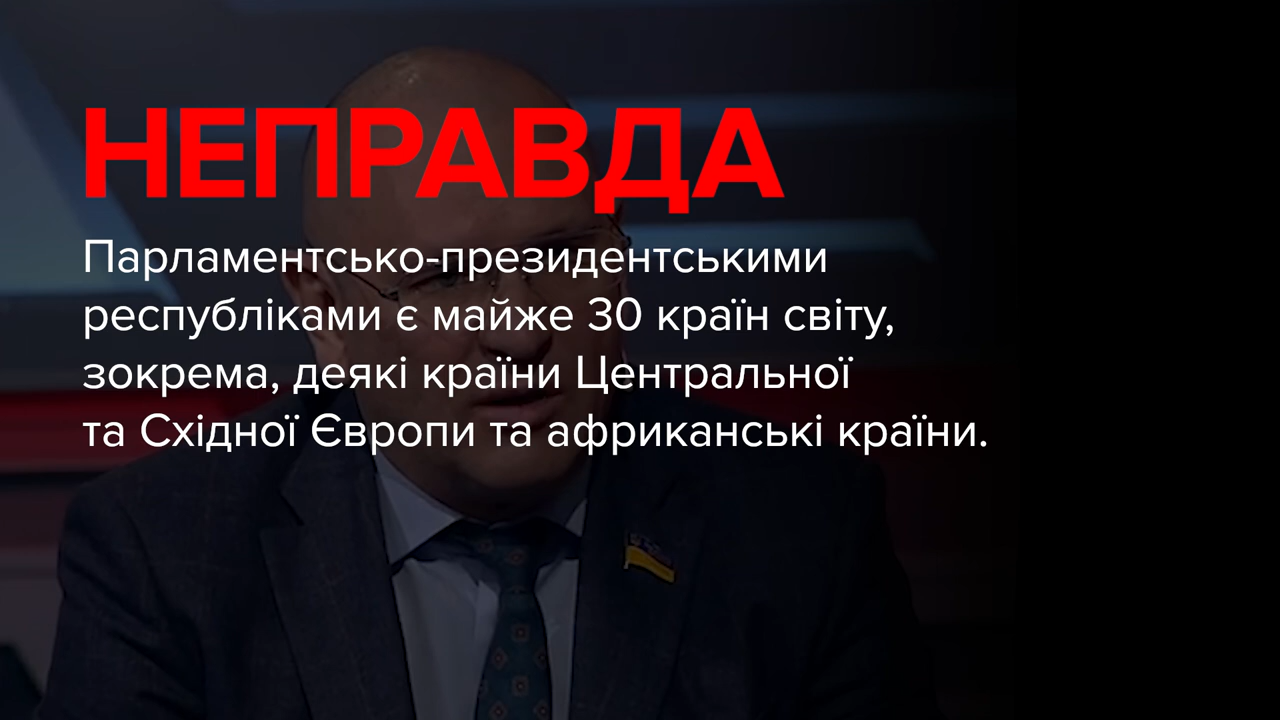 НЕПРАВДА
Парламентсько-президентськими
республіками є майже 30 країн світу,
зокрема, деякі країни Центральної
та Східної Європи та африканські країни.